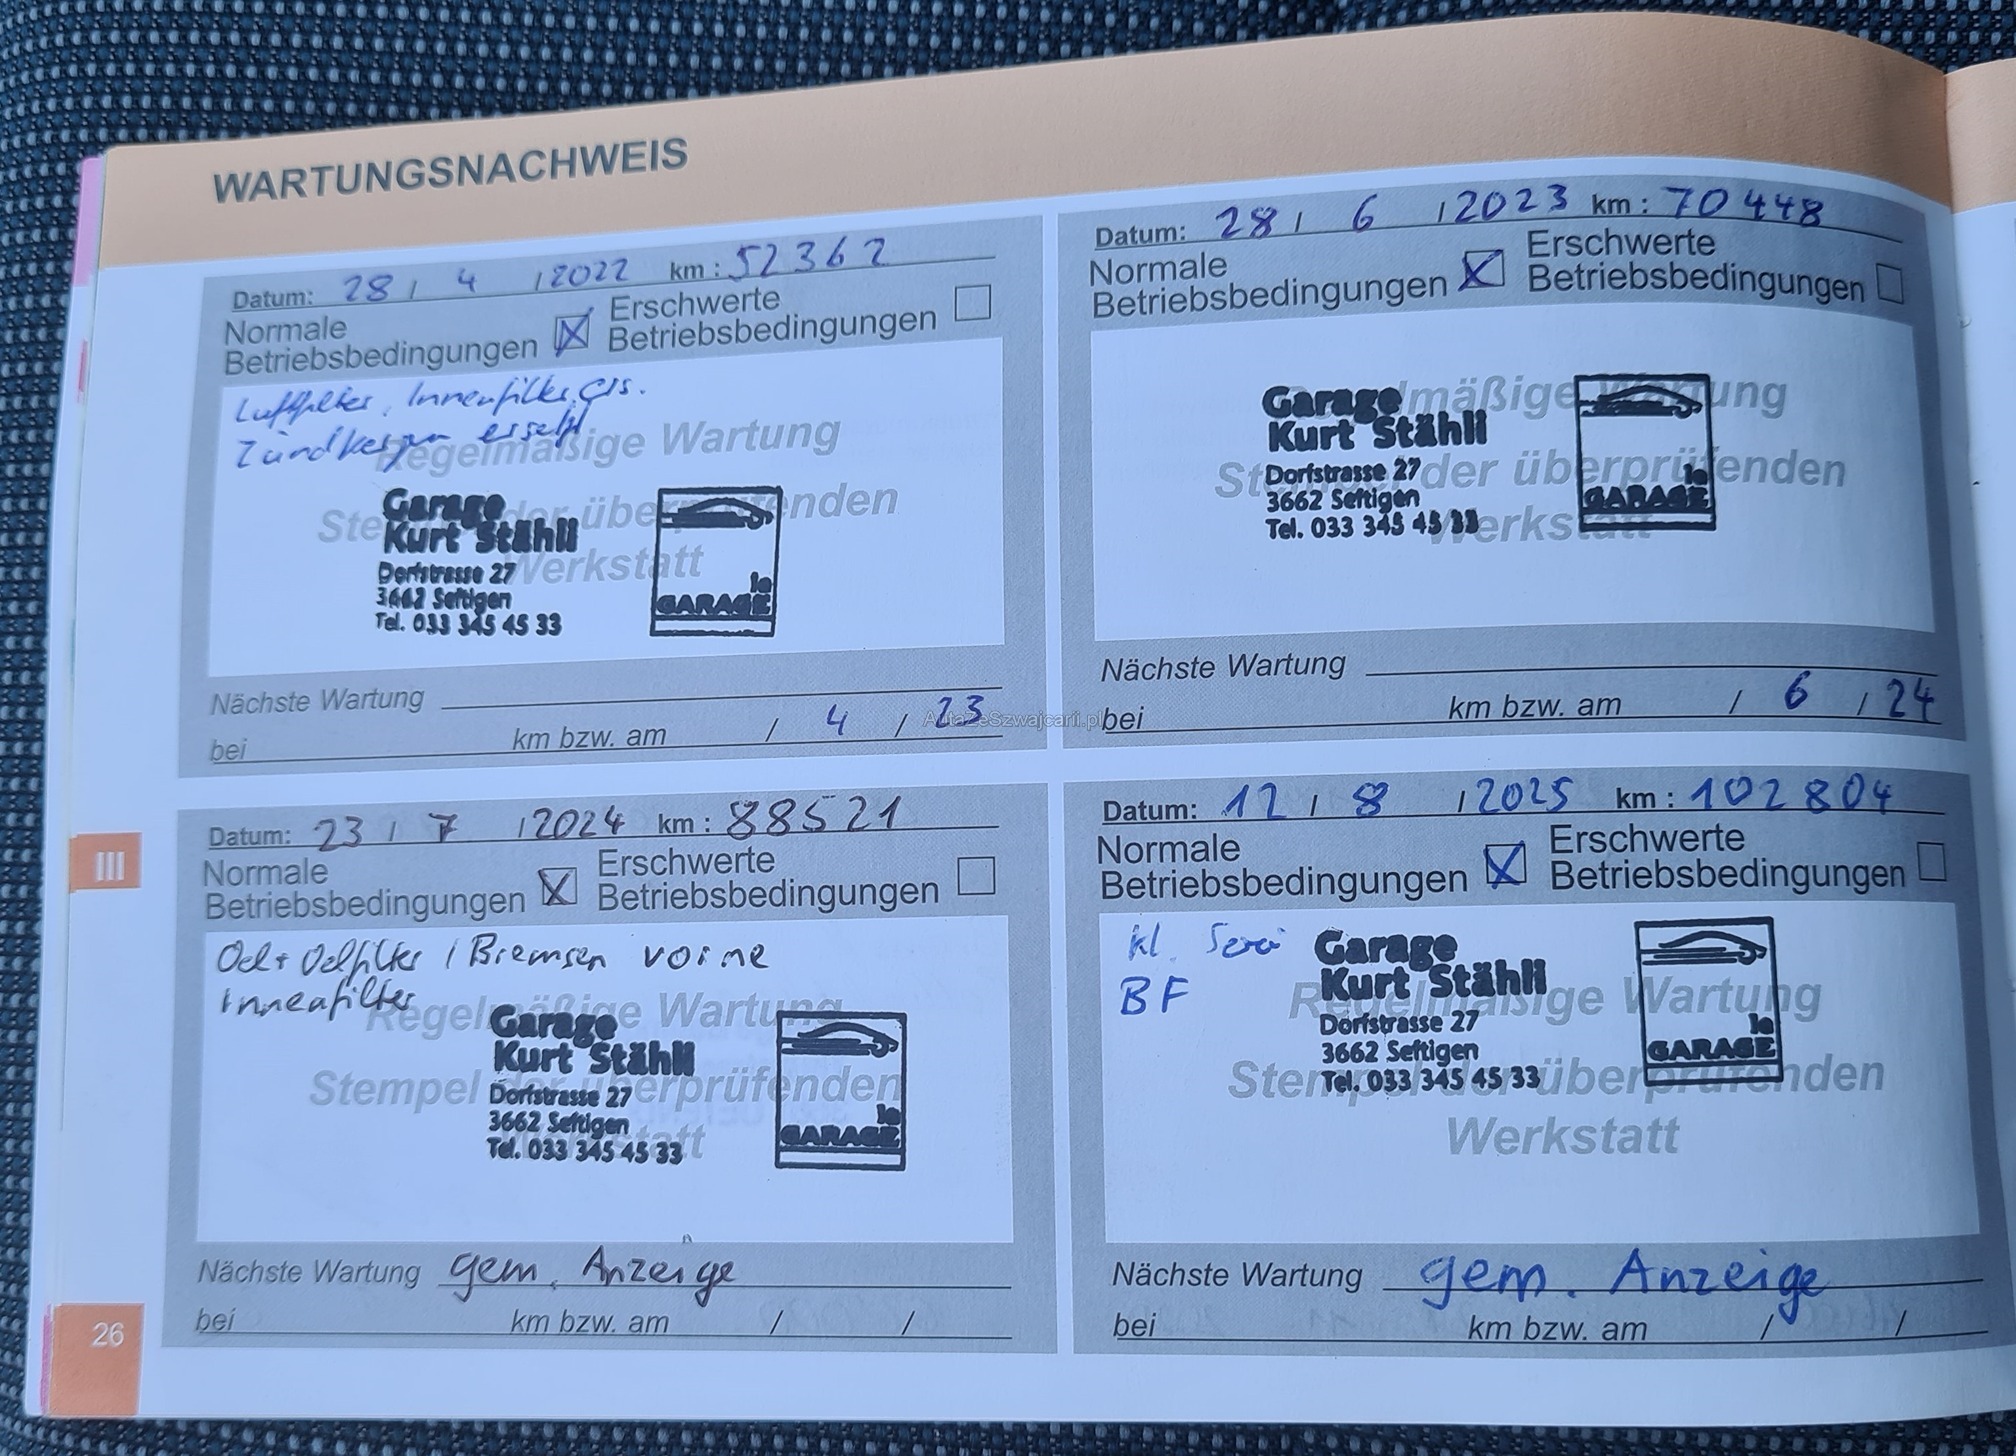 WARTUNGSNACHWEIS
Datum: 28 / 4 / 2022 km : 52362
Normale Betriebsbedingungen X Erschwerte Betriebsbedingungen
Luftfilter, Innenfilter,
Zündkerzen ersetzt
Regelmäßige Wartung
Stempel der überprüfenden
Werkstatt
Garage
Kurt Stähli
Dorfstrasse 27
3662 Seftigen
Tel. 033 345 45 33
le
GARAGE
Nächste Wartung
bei km bzw. am / 4 / 23
Datum: 28 / 6 / 2023 km : 70448
Normale Betriebsbedingungen X Erschwerte Betriebsbedingungen
Regelmäßige Wartung
Stempel der überprüfenden
Werkstatt
Garage
Kurt Stähli
Dorfstrasse 27
3662 Seftigen
Tel. 033 345 45 33
le
GARAGE
Nächste Wartung
bei km bzw. am / 6 / 24
AutaZeSzwajcarii.pl
Datum: 23 / 7 / 2024 km : 88521
Normale Betriebsbedingungen X Erschwerte Betriebsbedingungen
Oel + Oelfilter / Bremsen vorne
Innenfilter
Regelmäßige Wartung
Stempel der überprüfenden
Werkstatt
Garage
Kurt Stähli
Dorfstrasse 27
3662 Seftigen
Tel. 033 345 45 33
le
GARAGE
Nächste Wartung gem. Anzeige
bei km bzw. am / /
Datum: 12 / 8 / 2025 km : 102804
Normale Betriebsbedingungen X Erschwerte Betriebsbedingungen
kl.
BF
Regelmäßige Wartung
Stempel der überprüfenden
Werkstatt
Garage
Kurt Stähli
Dorfstrasse 27
3662 Seftigen
Tel. 033 345 45 33
le
GARAGE
Nächste Wartung gem. Anzeige
bei km bzw. am / /
III
26